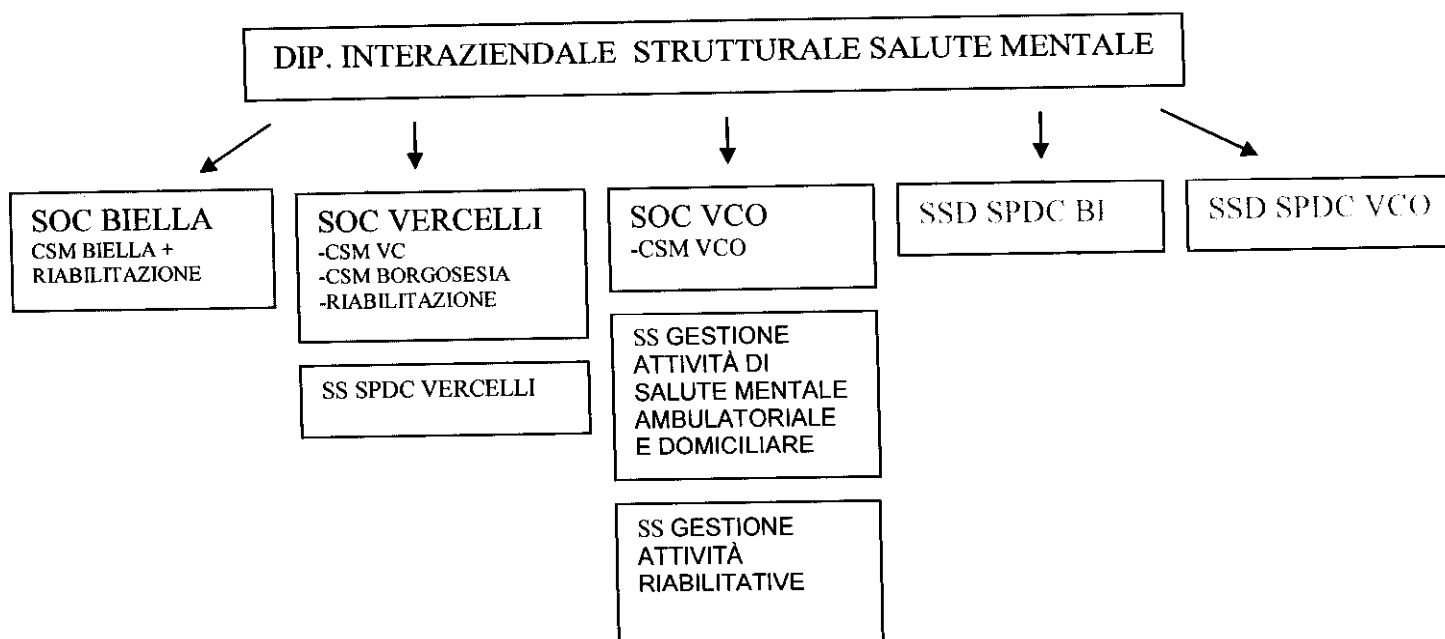 DIP. INTERAZIENDALE STRUTTURALE SALUTE MENTALE
SOC BIELLA
CSM BIELLA +
RIABILITAZIONE
SOC VERCELLI
-CSM VC
-CSM BORGOSESIA
-RIABILITAZIONE
SS SPDC VERCELLI
SOC VCO
-CSM VCO
SS GESTIONE
ATTIVITÀ DI
SALUTE MENTALE
AMBULATORIALE
E DOMICILIARE
SS GESTIONE
ATTIVITÀ
RIABILITATIVE
SSD SPDC BI
SSD SPDC VCO